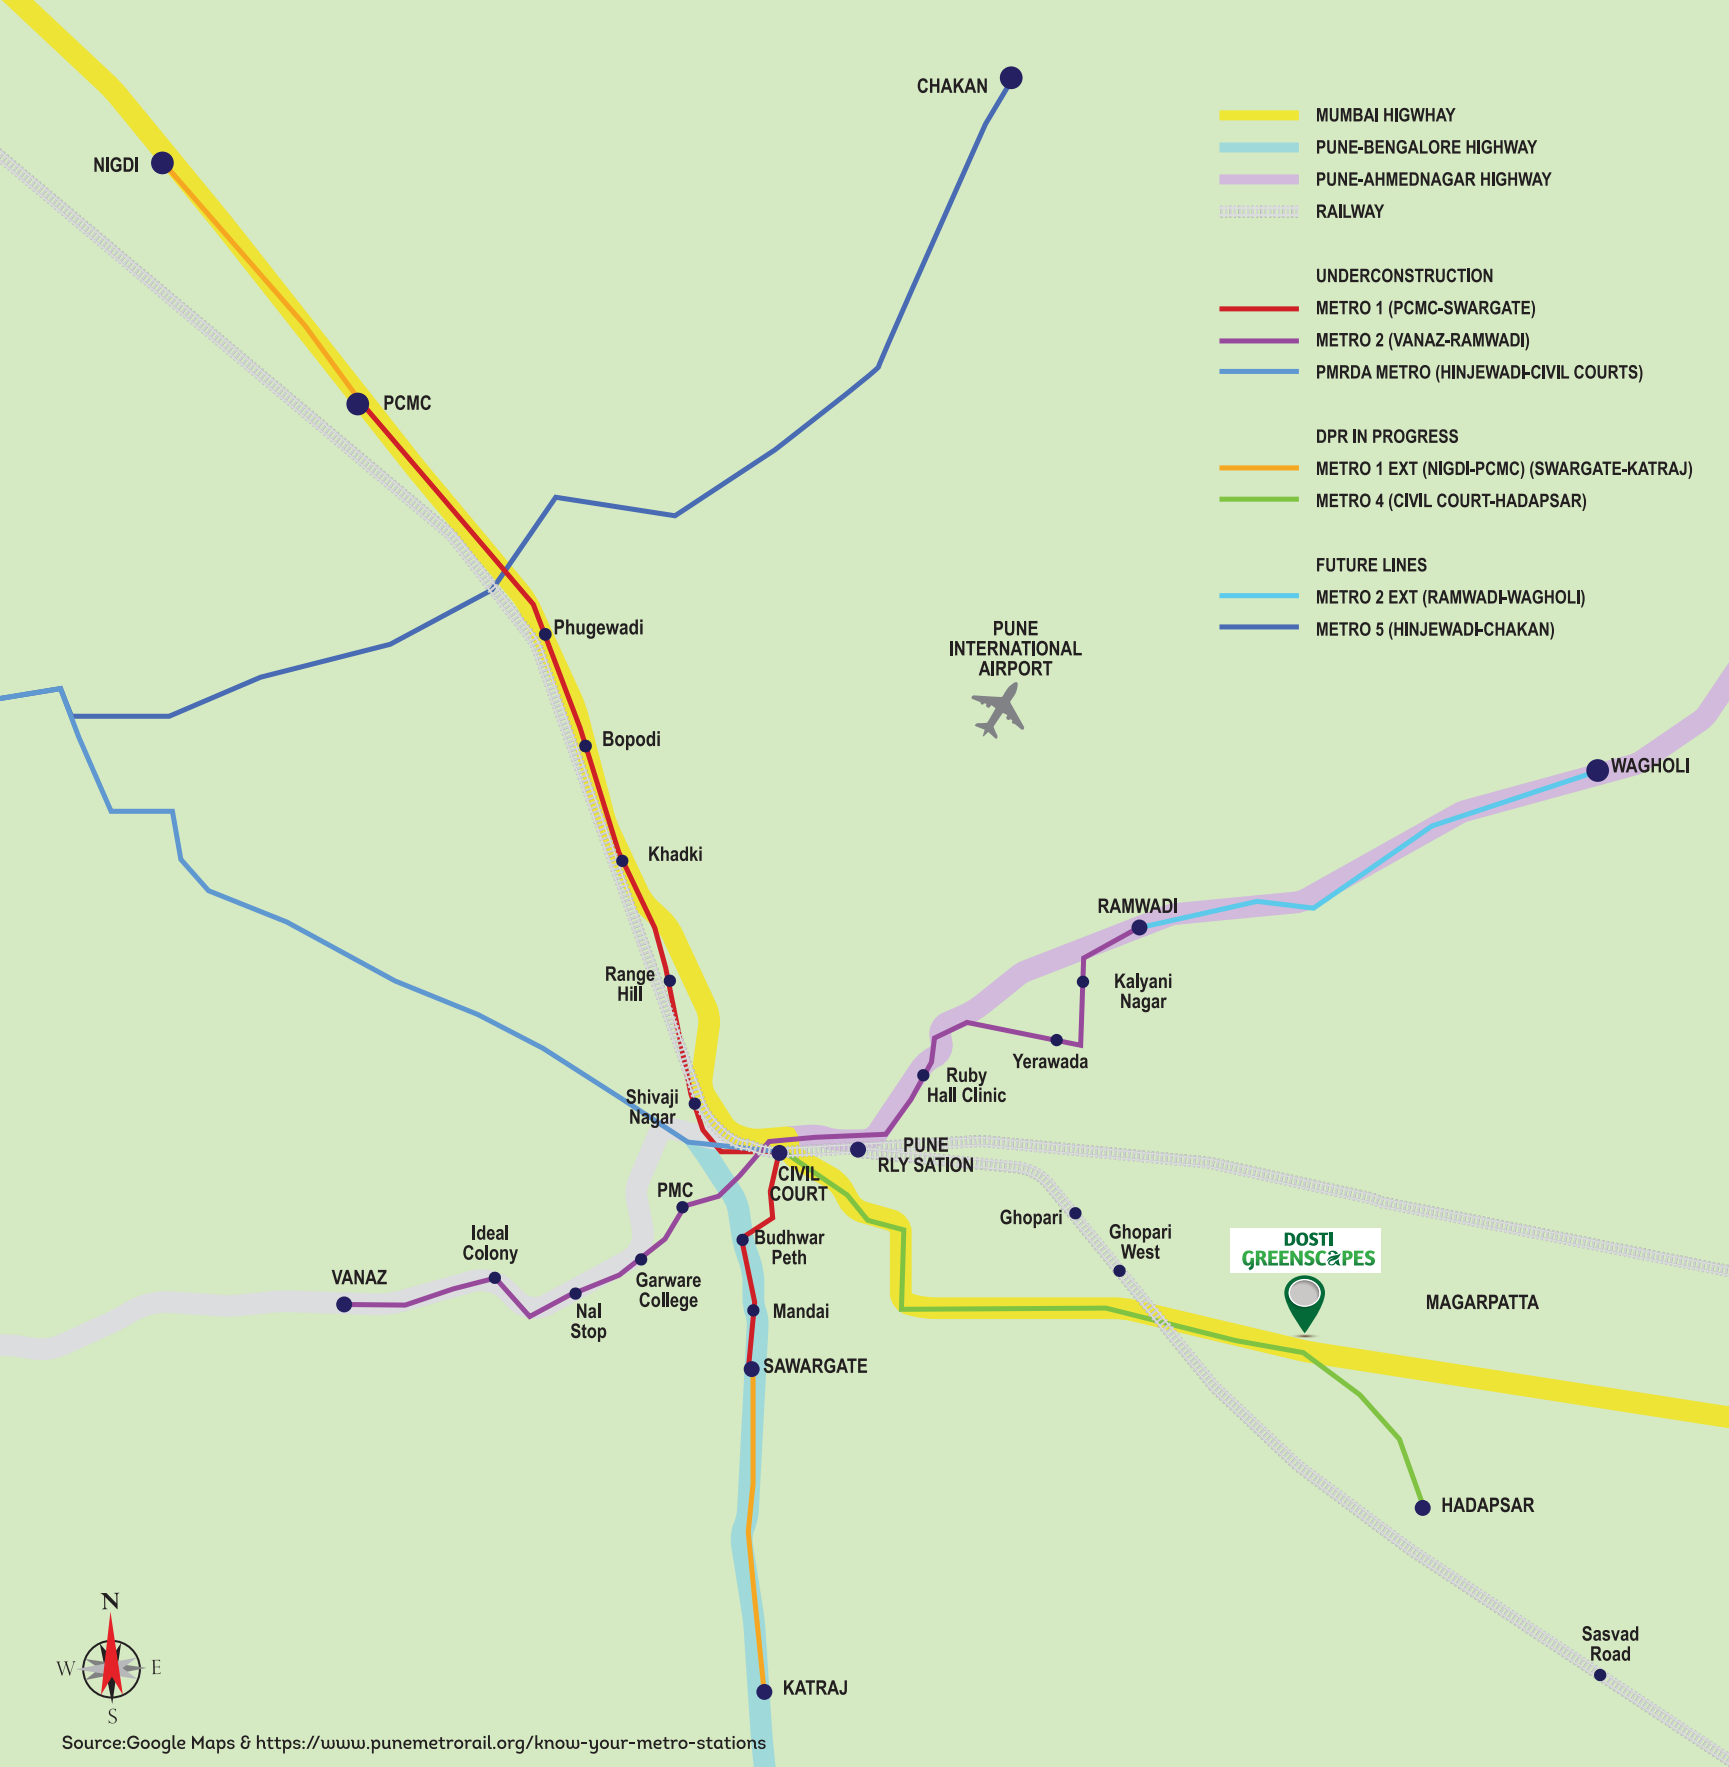 CHAKAN
NIGDI
MUMBAI HIGWHAY
PUNE-BENGALORE HIGHWAY
PUNE-AHMEDNAGAR HIGHWAY
RAILWAY
UNDERCONSTRUCTION
METRO 1 (PCMC-SWARGATE)
METRO 2 (VANAZ-RAMWADI)
PMRDA METRO (HINJEWADI-CIVIL COURTS)
DPR IN PROGRESS
METRO 1 EXT (NIGDI-PCMC) (SWARGATE-KATRAJ)
METRO 4 (CIVIL COURT-HADAPSAR)
FUTURE LINES
METRO 2 EXT (RAMWADI-WAGHOLI)
METRO 5 (HINJEWADI-CHAKAN)
PCMC
Phugewadi
PUNE
INTERNATIONAL
AIRPORT
Bopodi
WAGHOLI
Khadki
RAMWADI
Range
Hill
Kalyani
Nagar
Yerawada
Ruby
Hall Clinic
Shivaji
Nagar
PUNE
RLY SATION
CIVIL
COURT
PMC
Ghopari
Ghopari
West
Ideal
Colony
Budhwar
Peth
DOSTI
GREENSCAPES
VANAZ
Garware
College
Nal
Stop
Mandai
MAGARPATTA
SAWARGATE
HADAPSAR
N
W
E
S
Sasvad
Road
KATRAJ
Source:Google Maps & https://www.punemetrorail.org/know-your-metro-stations